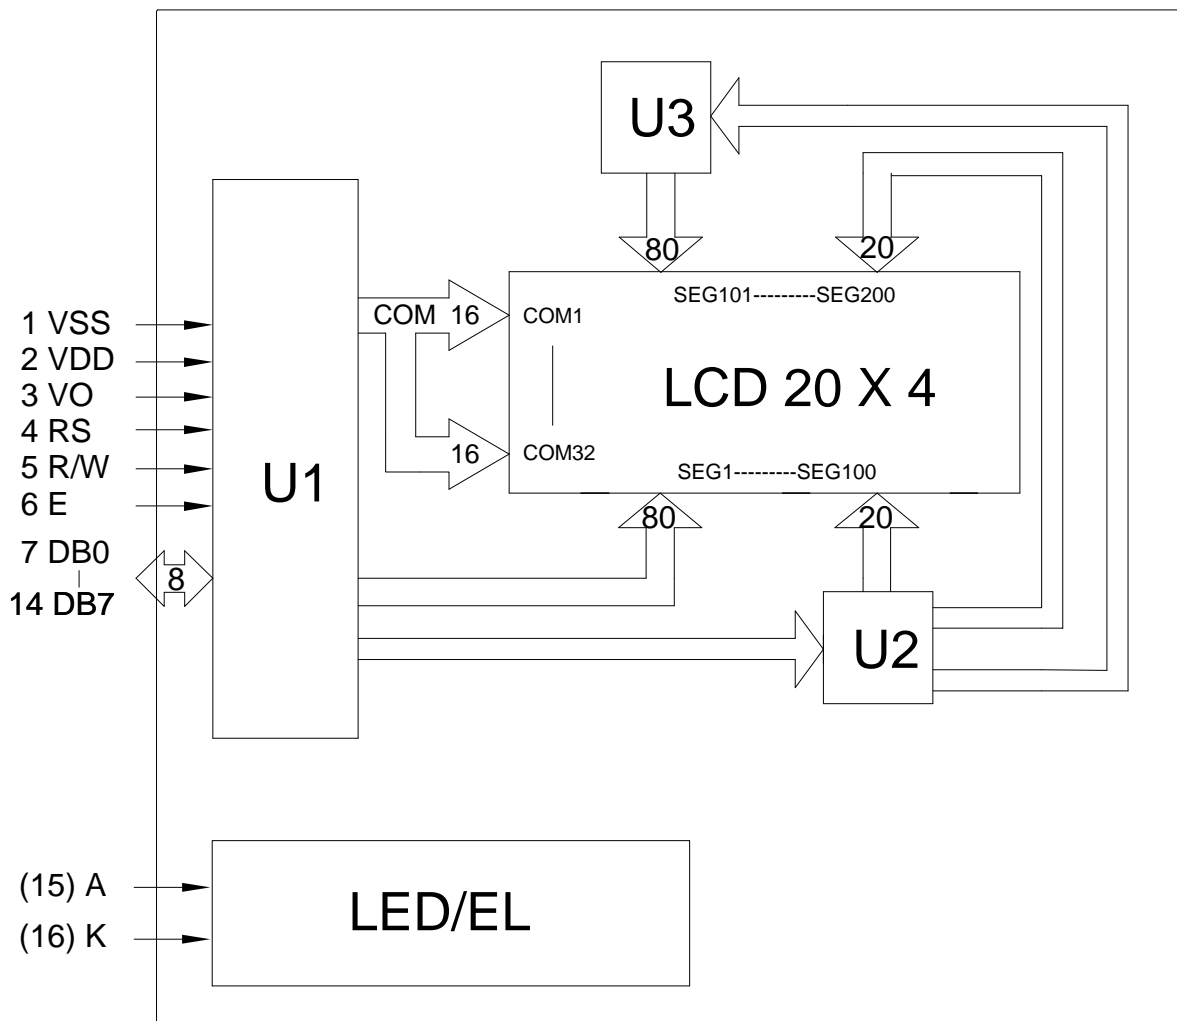 U3
80
20
SEG101---------SEG200
COM 16
COM1
1 VSS
2 VDD
3 VO
4 RS
5 R/W
6 E
LCD 20 X 4
16
COM32
SEG1---------SEG100
U1
80
20
7 DB0
8
14 DB7
U2
(15) A
(16) K
LED/EL